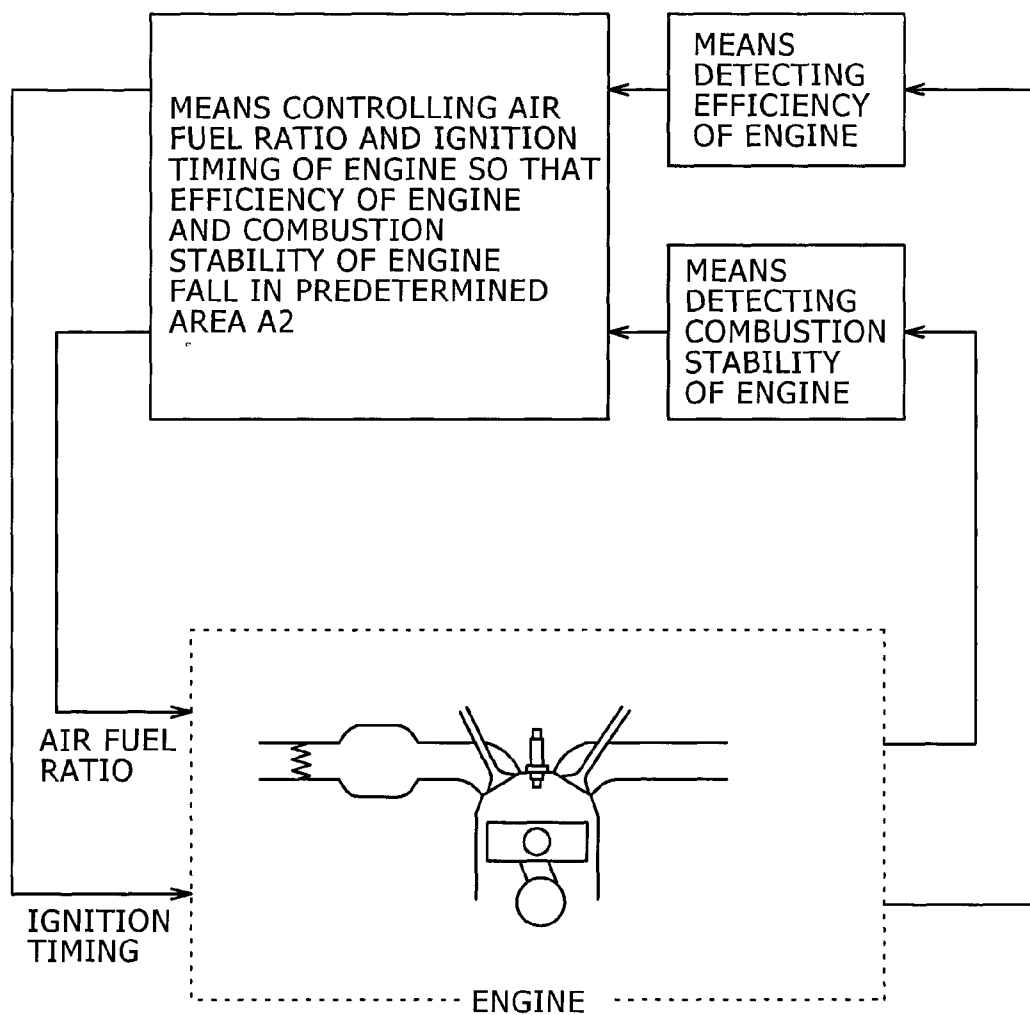 MEANS CONTROLLING AIR
FUEL RATIO AND IGNITION
TIMING OF ENGINE SO THAT
EFFICIENCY OF ENGINE
AND COMBUSTION
STABILITY OF ENGINE
FALL IN PREDETERMINED
AREA A2
MEANS
DETECTING
EFFICIENCY
OF ENGINE
MEANS
DETECTING
COMBUSTION
STABILITY
OF ENGINE
AIR FUEL
RATIO
IGNITION
TIMING
ENGINE